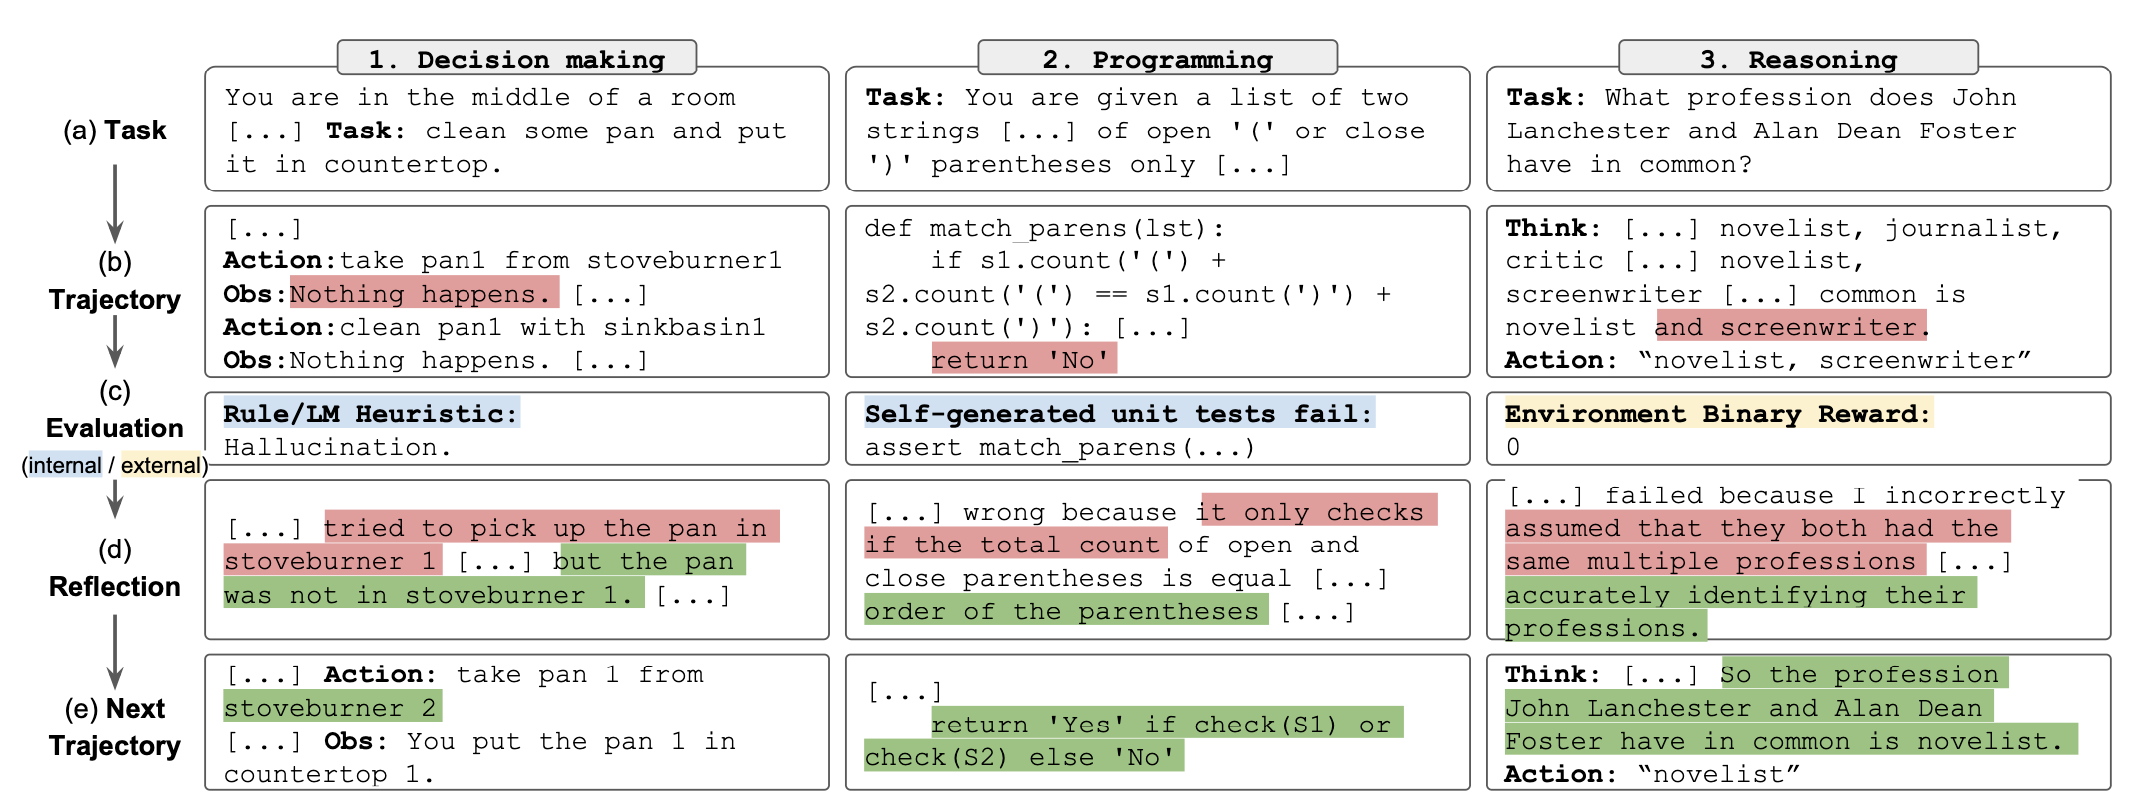 1. Decision making
2. Programming
3. Reasoning
(a) Task
You are in the middle of a room
[...] Task: clean some pan and put
it in countertop.
Task: You are given a list of two
strings [...] of open '(' or close
')' parentheses only [...]
Task: What profession does John
Lanchester and Alan Dean Foster
have in common?
(b)
Trajectory
[...]
Action:take pan1 from stoveburner1
Obs:Nothing happens. [...]
Action:clean pan1 with sinkbasin1
Obs:Nothing happens. [...]
def match_parens(lst):
if s1.count('(') +
s2.count('(') == s1.count(')') +
s2.count(')'): [...]
return 'No'
Think: [...] novelist, journalist,
critic [...] novelist,
screenwriter [...] common is
novelist and screenwriter.
Action: “novelist, screenwriter”
(c)
Evaluation
(internal / external)
Rule/LM Heuristic:
Hallucination.
Self-generated unit tests fail:
assert match_parens(...)
Environment Binary Reward:
0
(d)
Reflection
[...] tried to pick up the pan in
stoveburner 1 [...] but the pan
was not in stoveburner 1. [...]
[...] wrong because it only checks
if the total count of open and
close parentheses is equal [...]
order of the parentheses [...]
[...] failed because I incorrectly
assumed that they both had the
same multiple professions [...]
accurately identifying their
professions.
(e) Next
Trajectory
[...] Action: take pan 1 from
stoveburner 2
[...] Obs: You put the pan 1 in
countertop 1.
[...]
return 'Yes' if check(S1) or
check(S2) else 'No'
Think: [...] So the profession
John Lanchester and Alan Dean
Foster have in common is novelist.
Action: “novelist”